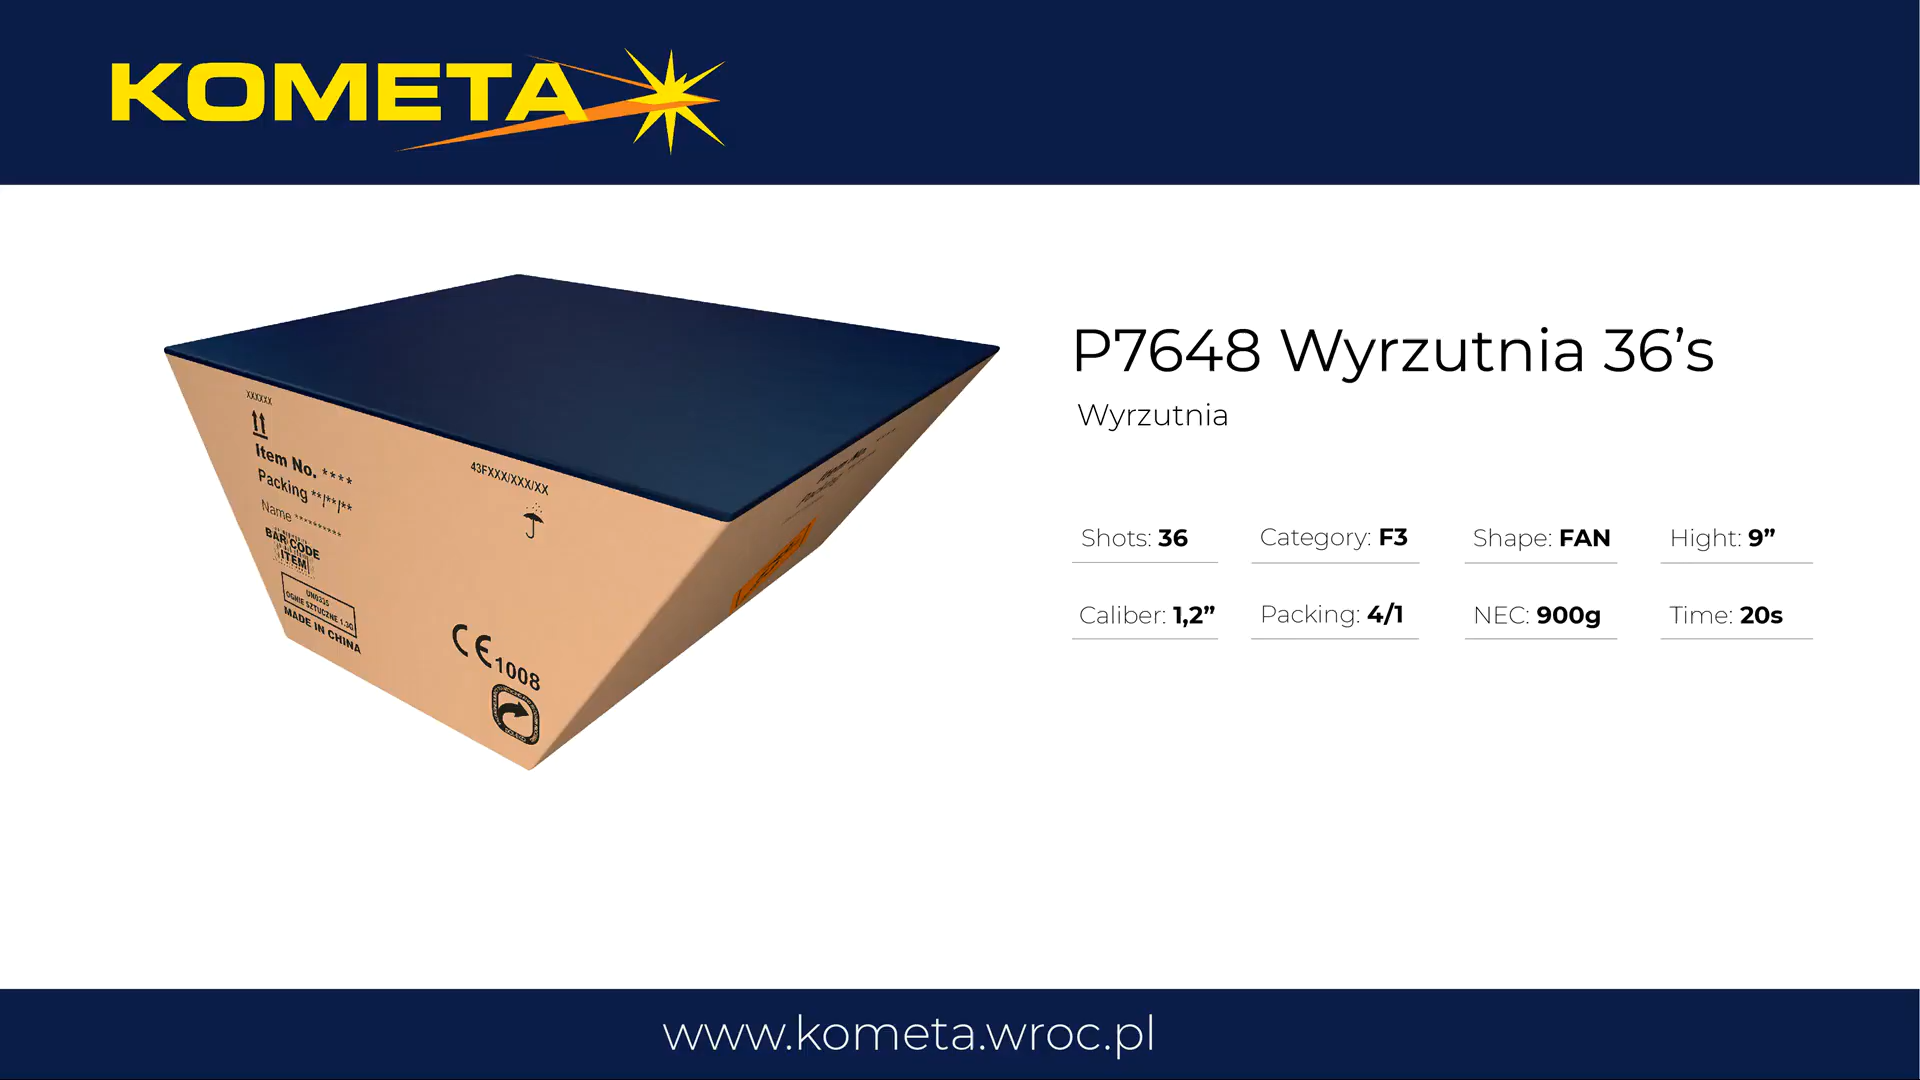 KOMETA
P7648 Wyrzutnia 36’s
Wyrzutnia
Shots: 36
Category: F3
Shape: FAN
Hight: 9”
Caliber: 1,2”
Packing: 4/1
NEC: 900g
Time: 20s
XXXXXX
Item No. ****
Packing **/**/**
Name **********
BAR CODE
ITEM
UN0335
OGNIE SZTUCZNE 1.3G
MADE IN CHINA
43FXXX/XXX/XX
CE 1008
www.kometa.wroc.pl